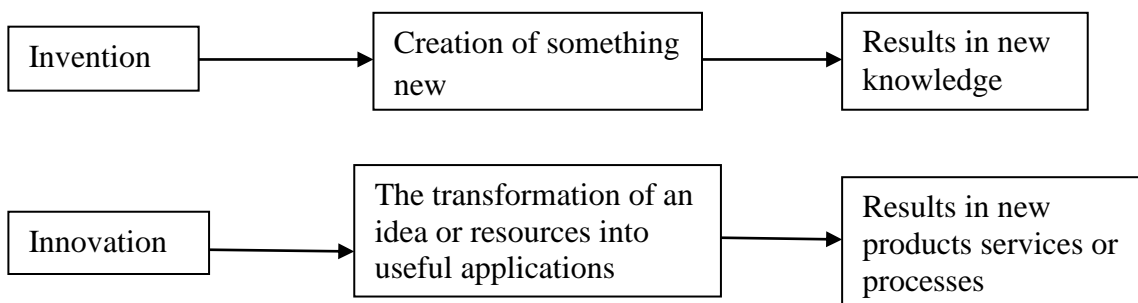 Invention
Creation of something
new
Results in new
knowledge
Innovation
The transformation of an
idea or resources into
useful applications
Results in new
products services or
processes